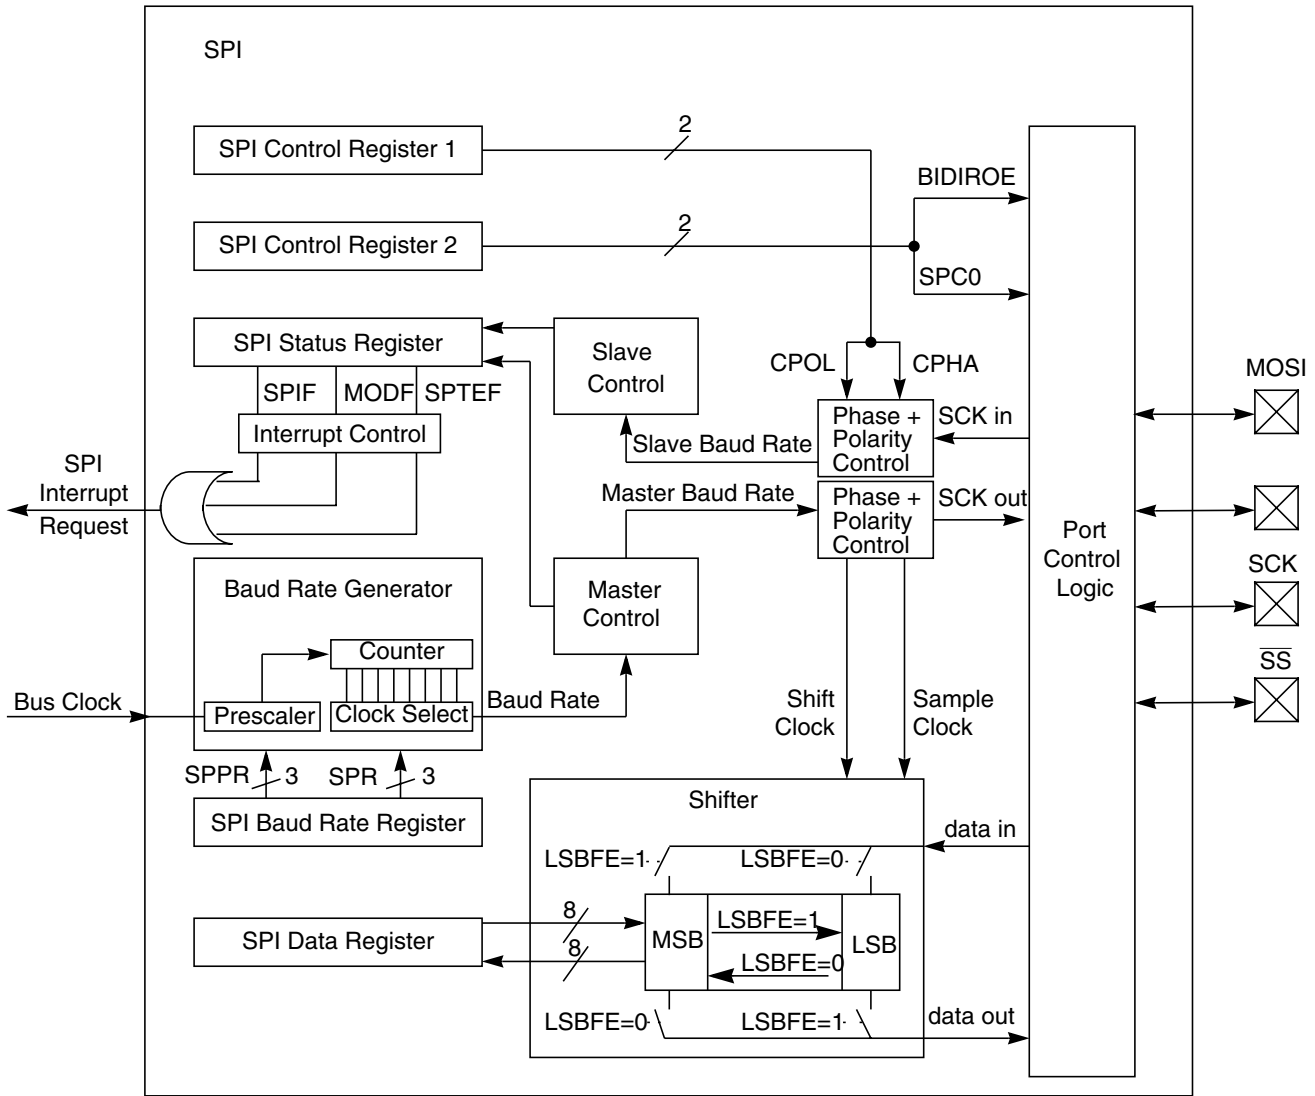 SPI
SPI Control Register 1
2
BIDIROE
SPI Control Register 2
2
SPC0
SPI Status Register
Slave
Control
CPOL
CPHA
MOSI
SPIF
MODF
SPTEF
Interrupt Control
Phase +
Polarity
Control
SCK in
Slave Baud Rate
SPI
Interrupt
Request
Master Baud Rate
Phase +
Polarity
Control
SCK out
Port
Control
Logic
SCK
Baud Rate Generator
Master
Control
Counter
SS
Bus Clock
Prescaler
Clock Select
Baud Rate
Shift
Clock
Sample
Clock
SPPR
3
SPR
3
SPI Baud Rate Register
Shifter
data in
LSBFE=1
LSBFE=0
SPI Data Register
8
8
MSB
LSBFE=1
LSBFE=0
LSB
LSBFE=0
LSBFE=1
data out